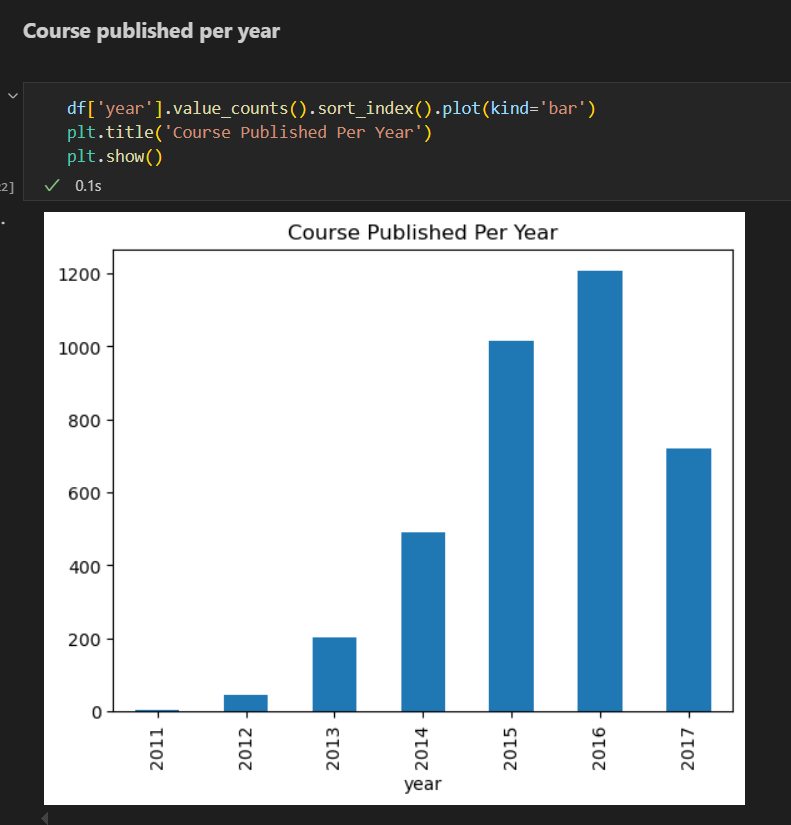 Course published per year
df['year'].value_counts().sort_index().plot(kind='bar')
plt.title('Course Published Per Year')
plt.show()
2]
0.1s
Course Published Per Year
1200
1000
800
600
400
200
0
2011 2012 2013 2014 2015 2016 2017
year